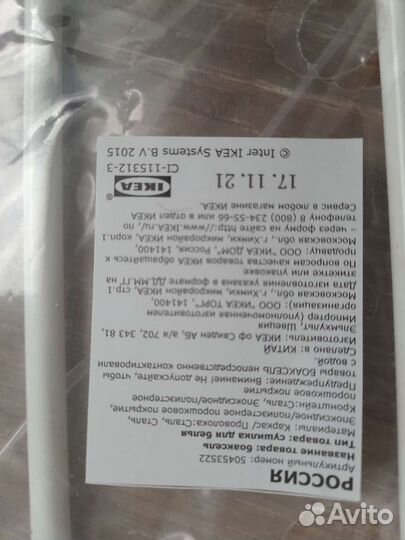 РОССИЯ
Артикульный номер: 50453522
Название товара: боаксель
Тип товара: сушилка для белья
Материалы: Каркас: Проволока:Сталь, Сталь,
Эпоксидное/полиэстерное порошковое покрытие,
Кронштейн:Сталь, Эпоксидное/полиэстерное
порошковое покрытие
Предупреждение: Внимание! Не допускайте, чтобы
товары БОАКСЕЛЬ непосредственно контактировали
с водой.
Сделано в: КИТАЙ
Изготовитель: ИКЕА оф Свиден АБ, а/я 702, 343 81,
Эльмхульт, Швеция
Импортер (уполномоченная изготовителем
организация): ООО "ИКЕА ТОРГ", 141400,
Московская обл., г.Химки, микрорайон ИКЕА, стр.1
Дата изготовления указана в формате ДД.ММ.ГГ на
этикетке или упаковке
По вопросам качества товаров ИКЕА обращайтесь к
продавцу: ООО "ИКЕА ДОМ", Россия, 141400,
Московская обл., г.Химки, микрорайон ИКЕА, корп.1
– через форму на сайте http://www.IKEA.ru/, по
телефону 8 (800) 234-55-66 или в отдел
Сервис в любом магазине ИКЕА.
17.11.21
IKEA®
CI-1115312-3
© Inter IKEA Systems B.V 2015
Avito